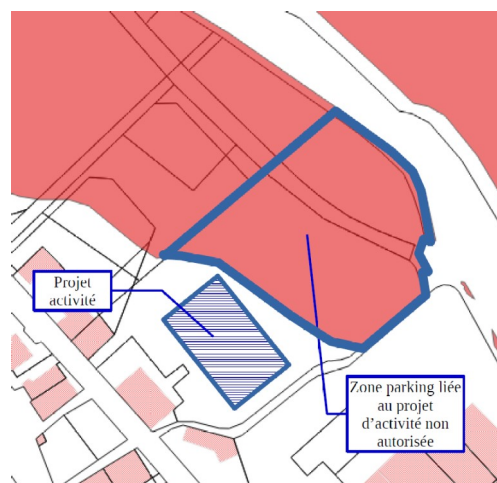 Projet
activité
Zone parking liée
au projet
d'activité non
autorisée